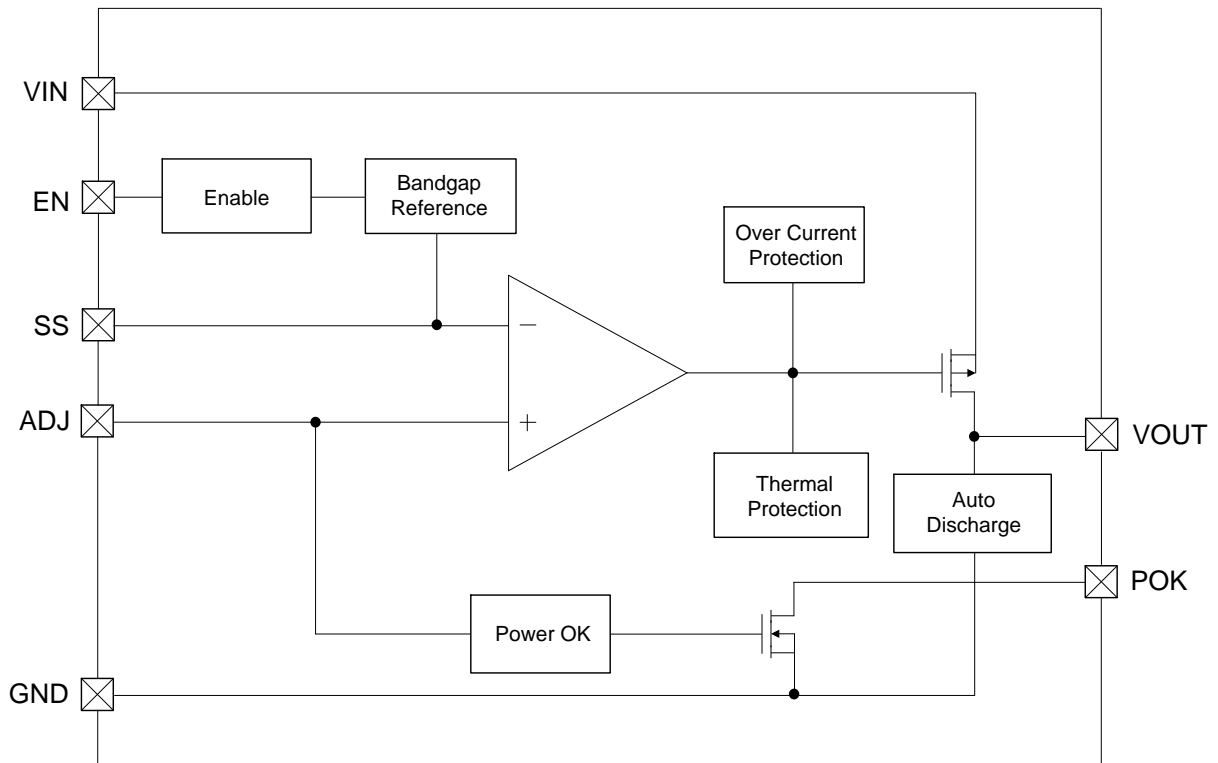 VIN
EN
Enable
Bandgap
Reference
Over Current
Protection
SS
−
ADJ
+
VOUT
Thermal
Protection
Auto
Discharge
POK
Power OK
GND